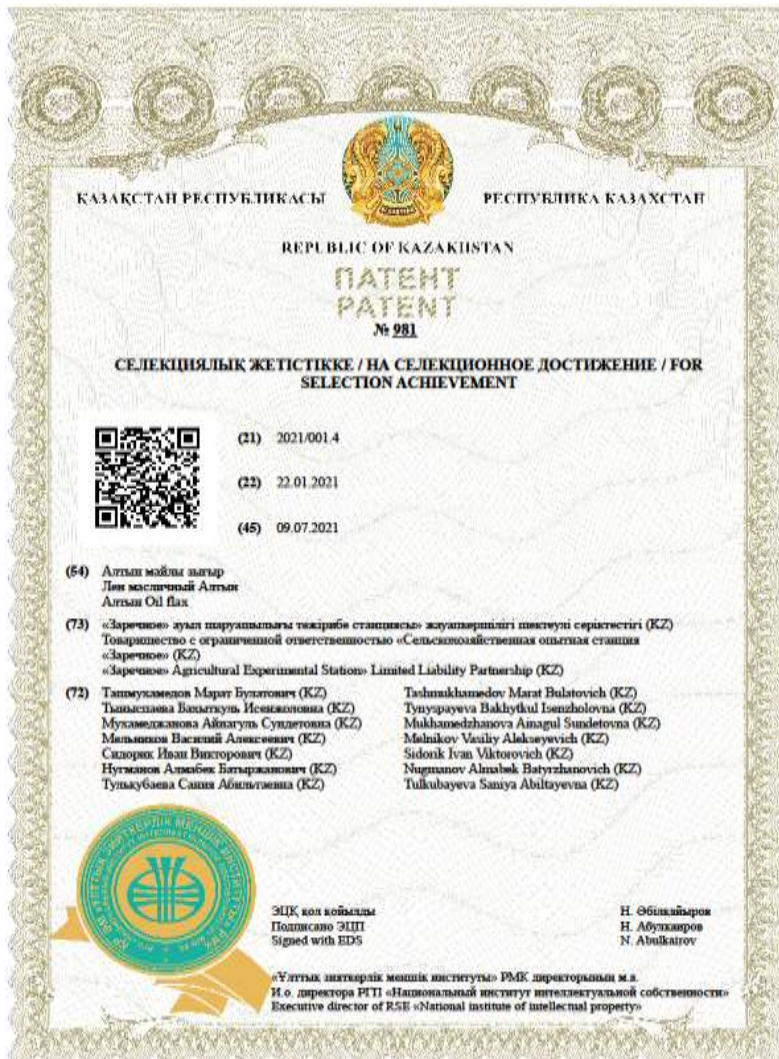 ҚАЗАҚСТАН РЕСПУБЛИКАСЫ
РЕСПУБЛИКА КАЗАХСТАН
REPUBLIC OF KAZAKHSTAN
ПАТЕНТ
PATENT
№ 981
СЕЛЕКЦИЯЛЫҚ ЖЕТІСТІККЕ / НА СЕЛЕКЦИОННОЕ ДОСТИЖЕНИЕ / FOR
SELECTION ACHIEVEMENT
(21) 2021/001.4
(22) 22.01.2021
(45) 09.07.2021
(54) Алтын майлы зығыр
Лен масличный Алтын
Алтын Oil flax
(73) «Заречное» ауыл шаруашылығы тәжірибе станциясы» жауапкершілігі шектеулі серіктестігі (KZ)
Товарищество с ограниченной ответственностью «Сельскохозяйственная опытная станция
«Заречное» (KZ)
«Заречное» Agricultural Experimental Station» Limited Liability Partnership (KZ)
(72) Ташмухамедов Марат Булатович (KZ) Tashmukhamedov Marat Bulatovich (KZ)
Тыныспаева Бахыткуль Исенжоловна (KZ) Tynyspayeva Bakhytkul Isenzholovna (KZ)
Мухамеджанова Айнагуль Сундетовна (KZ) Mukhamedzhanova Ainagul Sundetovna (KZ)
Мельников Василий Алексеевич (KZ) Melnikov Vasiliy Alekseyevich (KZ)
Сидорик Иван Викторович (KZ) Sidorik Ivan Viktorovich (KZ)
Нугманов Алмабек Батыржанович (KZ) Nugmanov Almabek Batyrzhanovich (KZ)
Тулькубаева Сания Абильтаевна (KZ) Tulkubayeva Saniya Abiltayevna (KZ)
ЭЦҚ қол қойылды Н. Әбілқайыров
Подписано ЭЦП Н. Абулкаиров
Signed with EDS N. Abulkairov
«Ұлттық зияткерлік меншік институты» РМК директорының м.а.
И.о. директора РГП «Национальный институт интеллектуальной собственности»
Executive director of RSE «National institute of intellectual property»